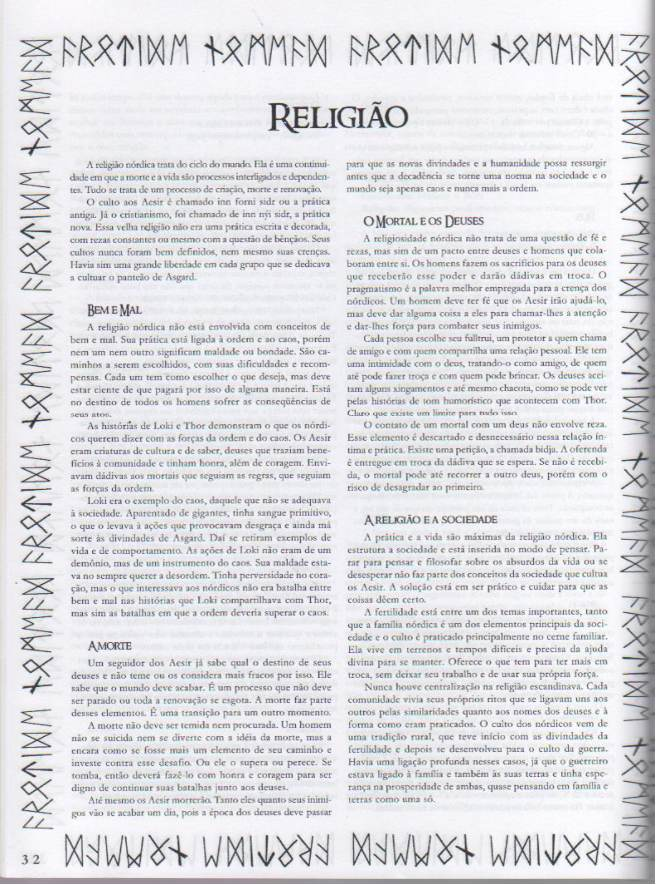 ᚨᚱᛟᛏᛁᛞᛖ ᚾᛟᛗᛖᚨᛞ ᚨᚱᛟᛏᛁᛞᛖ ᚾᛟᛗᛖᚨᛞ
RELIGIÃO
A religião nórdica trata do ciclo do mundo. Ela é uma continui-
dade em que a morte e a vida são processos interligados e dependen-
tes. Tudo se trata de um processo de criação, morte e renovação.
O culto aos Aesir é chamado inn forni sidr ou a prática
antiga. Já o cristianismo, foi chamado de inn nýi sidr, a prática
nova. Essa velha religião não era uma prática escrita e decorada,
com rezas constantes ou mesmo com a questão de bênçãos. Seus
cultos nunca foram bem definidos, nem mesmo suas crenças.
Havia sim uma grande liberdade em cada grupo que se dedicava
a cultuar o panteão de Asgard.
BEM E MAL
A religião nórdica não está envolvida com conceitos de
bem e mal. Sua prática está ligada à ordem e ao caos, porém
nem um nem outro significam maldade ou bondade. São ca-
minhos a serem escolhidos, com suas dificuldades e recom-
pensas. Cada um tem como escolher o que deseja, mas deve
estar ciente de que pagará por isso de alguma maneira. Está
no destino de todos os homens sofrer as conseqüências de
seus atos.
As histórias de Loki e Thor demonstram o que os nórdi-
cos querem dizer com as forças da ordem e do caos. Os Aesir
eram criaturas de cultura e de saber, deuses que traziam bene-
fícios à comunidade e tinham honra, além de coragem. Envi-
avam dádivas aos mortais que seguiam as regras, que seguiam
as forças da ordem.
Loki era o exemplo do caos, daquele que não se adequava
à sociedade. Aparentado de gigantes, tinha sangue primitivo,
o que o levava à ações que provocavam desgraça e ainda má
sorte às divindades de Asgard. Daí se retiram exemplos de
vida e de comportamento. As ações de Loki não eram de um
demônio, mas de um instrumento do caos. Sua maldade esta-
va no sempre querer a desordem. Tinha perversidade no cora-
ção, mas o que interessava aos nórdicos não era batalha entre
bem e mal nas histórias que Loki compartilhava com Thor,
mas sim as batalhas em que a ordem deveria superar o caos.
A MORTE
Um seguidor dos Aesir já sabe qual o destino de seus
deuses e não teme ou os considera mais fracos por isso. Ele
sabe que o mundo deve acabar. É um processo que não deve
ser parado ou toda a renovação se esgota. A morte faz parte
desses elementos. É uma transição para um outro momento.
A morte não deve ser temida nem procurada. Um homem
não se suicida nem se diverte com a idéia da morte, mas a
encara como se fosse mais um elemento de seu caminho e
investe contra esse desafio. Ou ele o supera ou perece. Se
tomba, então deverá fazê-lo com honra e coragem para ser
digno de continuar suas batalhas junto aos deuses.
Até mesmo os Aesir morrerão. Tanto eles quanto seus inimi-
gos vão se acabar um dia, pois a época dos deuses deve passar
para que as novas divindades e a humanidade possa ressurgir
antes que a decadência se torne uma norma na sociedade e o
mundo seja apenas caos e nunca mais a ordem.
O MORTAL E OS DEUSES
A religiosidade nórdica não trata de uma questão de fé e
rezas, mas sim de um pacto entre deuses e homens que cola-
boram entre si. Os homens fazem os sacrifícios para os deuses
que receberão esse poder e darão dádivas em troca. O
pragmatismo é a palavra melhor empregada para a crença dos
nórdicos. Um homem deve ter fé que os Aesir irão ajudá-lo,
mas deve dar alguma coisa a eles para chamar-lhes a atenção
e dar-lhes força para combater seus inimigos.
Cada pessoa escolhe seu fulltrui, um protetor a quem chama
de amigo e com quem compartilha uma relação pessoal. Ele tem
uma intimidade com o deus, tratando-o como amigo, de quem
até pode fazer troça e com quem pode brincar. Os deuses acei-
tam alguns xingamentos e até mesmo chacota, como se pode ver
pelas histórias de tom humorístico que acontecem com Thor.
Claro que existe um limite para tudo isso.
O contato de um mortal com um deus não envolve reza.
Esse elemento é descartado e desnecessário nessa relação ín-
tima e prática. Existe uma petição, a chamada bidja. A oferenda
é entregue em troca da dádiva que se espera. Se não é recebi-
da, o mortal pode até recorrer a outro deus, porém com o
risco de desagradar ao primeiro.
A RELIGIÃO E A SOCIEDADE
A prática e a vida são máximas da religião nórdica. Ela
estrutura a sociedade e está inserida no modo de pensar. Pa-
rar para pensar e filosofar sobre os absurdos da vida ou se
desesperar não faz parte dos conceitos da sociedade que cultua
os Aesir. A solução está em ser prático e cuidar para que as
coisas dêem certo.
A fertilidade está entre um dos temas importantes, tanto
que a família nórdica é um dos elementos principais da soci-
edade e o culto é praticado principalmente no cerne familiar.
Ela vive em terrenos e tempos difíceis e precisa da ajuda
divina para se manter. Oferece o que tem para ter mais em
troca, sem deixar seu trabalho e de usar sua própria força.
Nunca houve centralização na religião escandinava. Cada
comunidade vivia seus próprios ritos que se ligavam uns aos
outros pelas similaridades quanto aos nomes dos deuses e à
forma como eram praticados. O culto dos nórdicos vem de
uma tradição rural, que teve início com as divindades da
fertilidade e depois se desenvolveu para o culto da guerra.
Havia uma ligação profunda nesses casos, já que o guerreiro
estava ligado à família e também às suas terras e tinha espe-
rança na prosperidade de ambas, quase pensando em família e
terras como uma só.
32